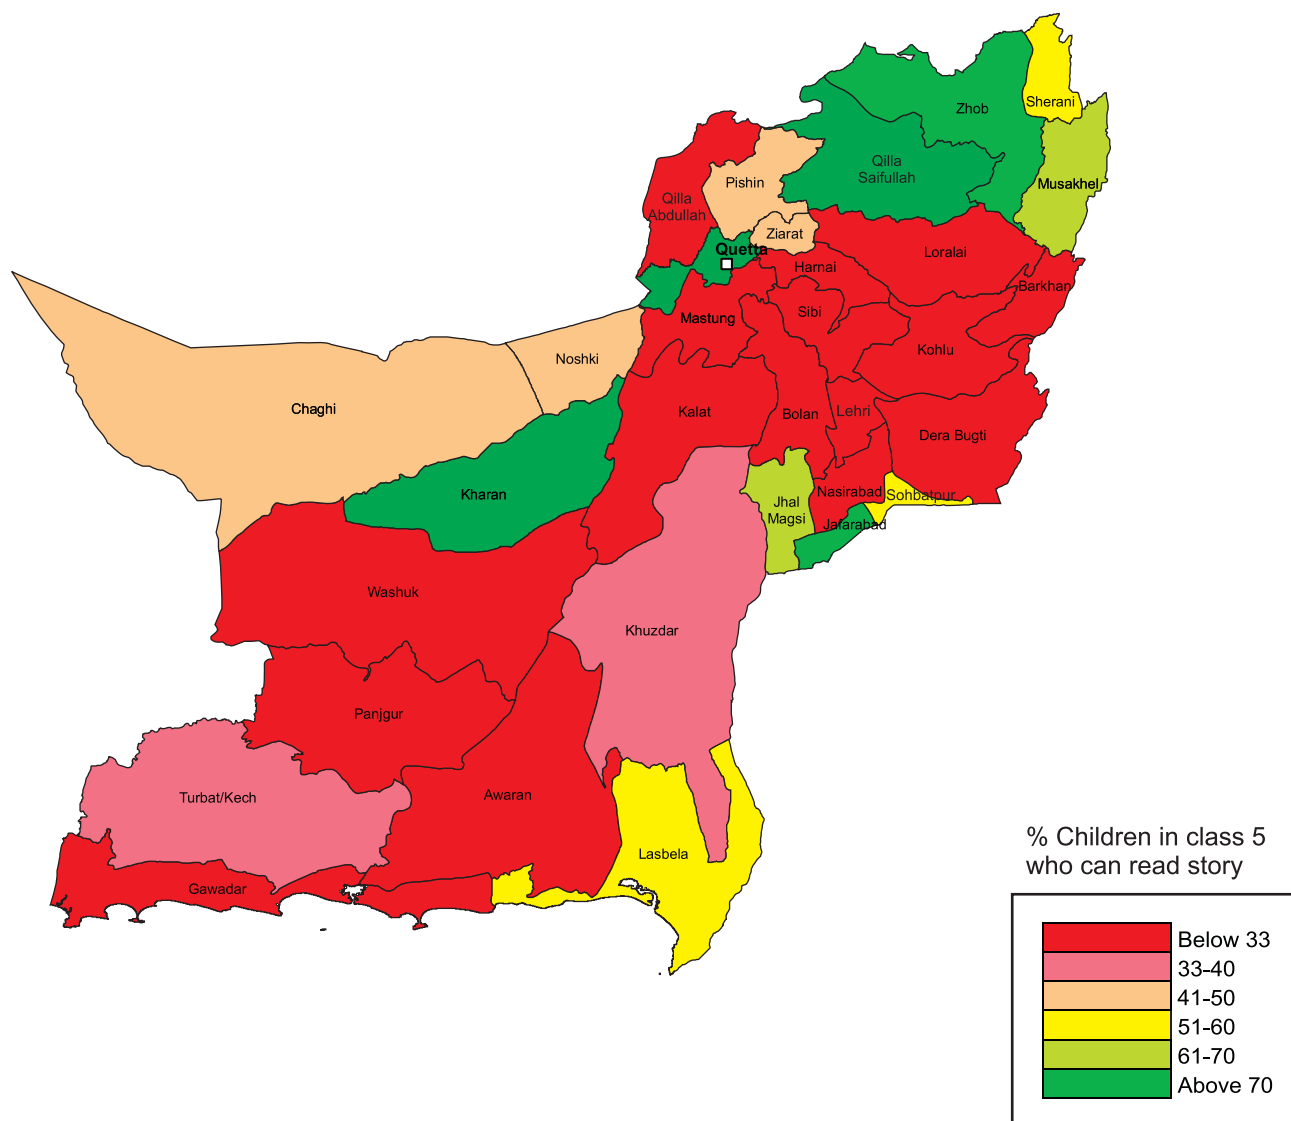 Zhob
Sherani
Qilla
Saifullah
Musakhel
Pishin
Qilla
Abdullah
Ziarat
Quetta
Loralai
Harnai
Barkhan
Sibi
Mastung
Kohlu
Noshki
Chaghi
Kalat
Bolan
Lehri
Dera Bugti
Kharan
Nasirabad
Sohbatpur
Jhal
Magsi
Jafarabad
Washuk
Khuzdar
Panjgur
Turbat/Kech
Awaran
Lasbela
Gawadar
% Children in class 5
who can read story
Below 33
33-40
41-50
51-60
61-70
Above 70